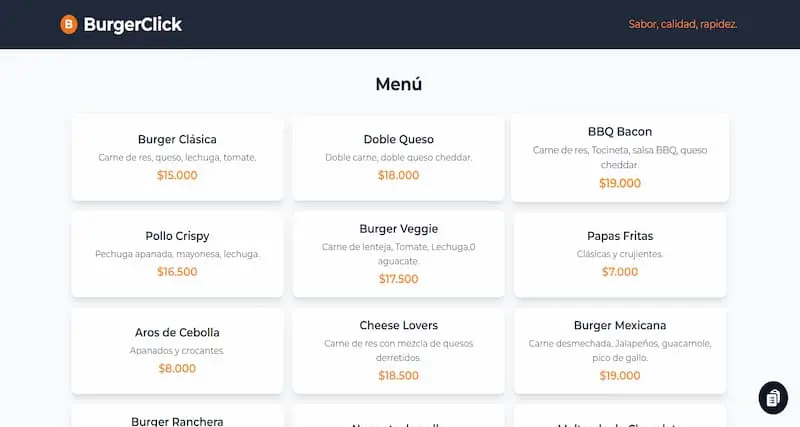 B BurgerClick
Sabor, calidad, rapidez.
Menú
Burger Clásica
Carne de res, queso, lechuga, tomate.
$15.000
Doble Queso
Doble carne, doble queso cheddar.
$18.000
BBQ Bacon
Carne de res, Tocineta, salsa BBQ, queso
cheddar.
$19.000
Pollo Crispy
Pechuga apanada, mayonesa, lechuga.
$16.500
Burger Veggie
Carne de lenteja, Tomate, Lechuga,0
aguacate.
$17.500
Papas Fritas
Clásicas y crujientes.
$7.000
Aros de Cebolla
Apanados y crocantes.
$8.000
Cheese Lovers
Carne de res con mezcla de quesos
derretidos.
$18.500
Burger Mexicana
Carne desmechada, Jalapeños, guacamole,
pico de gallo.
$19.000
Burger Ranchera